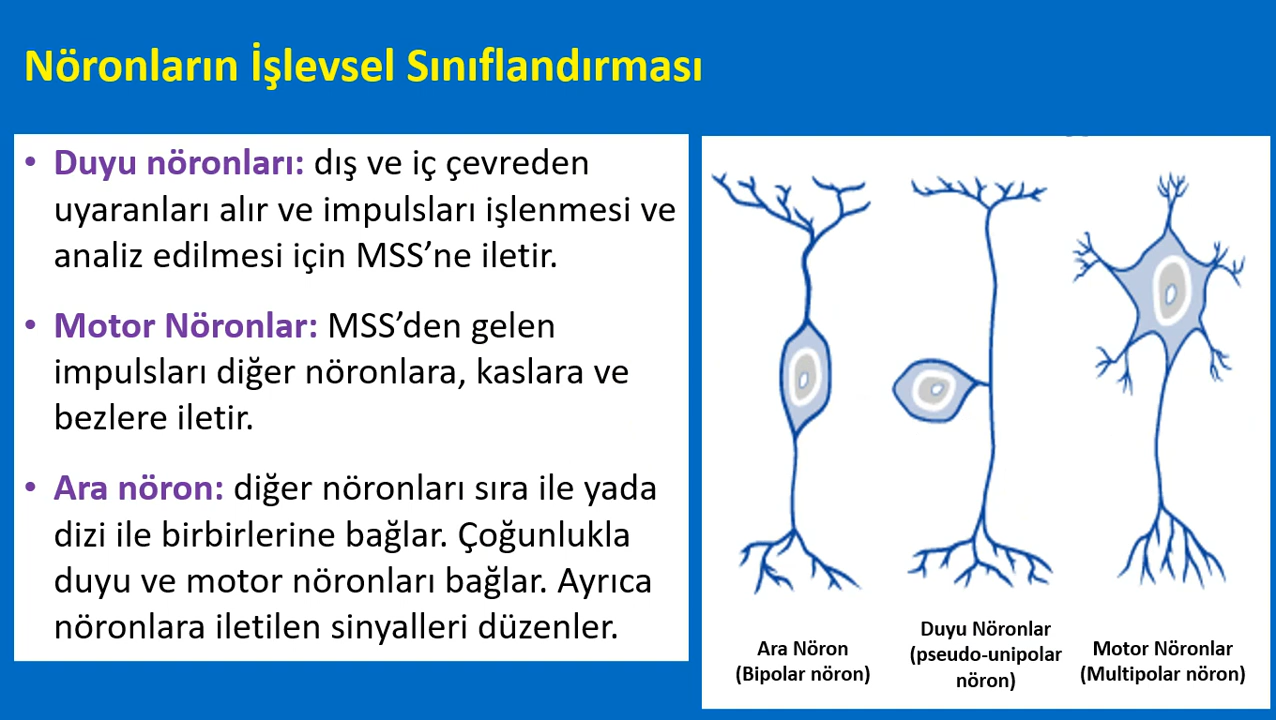 Nöronların İşlevsel Sınıflandırması
• Duyu nöronları: dış ve iç çevreden
uyaranları alır ve impulsları işlenmesi ve
analiz edilmesi için MSS’ne iletir.
• Motor Nöronlar: MSS’den gelen
impulsları diğer nöronlara, kaslara ve
bezlere iletir.
• Ara nöron: diğer nöronları sıra ile yada
dizi ile birbirlerine bağlar. Çoğunlukla
duyu ve motor nöronları bağlar. Ayrıca
nöronlara iletilen sinyalleri düzenler.
Ara Nöron
(Bipolar nöron)
Duyu Nöronlar
(pseudo-unipolar
nöron)
Motor Nöronlar
(Multipolar nöron)